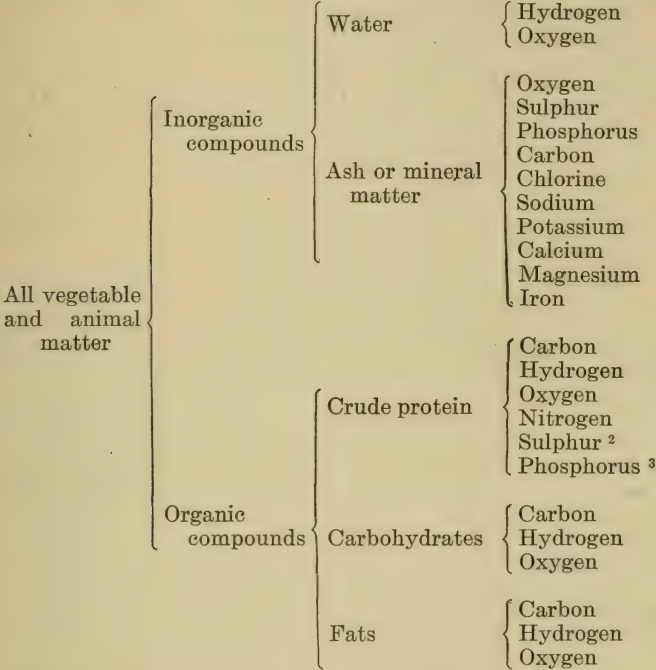 All vegetable
and animal
matter
Inorganic
compounds
Water
Hydrogen
Oxygen
Ash or mineral
matter
Oxygen
Sulphur
Phosphorus
Carbon
Chlorine
Sodium
Potassium
Calcium
Magnesium
Iron
Organic
compounds
Crude protein
Carbon
Hydrogen
Oxygen
Nitrogen
Sulphur ²
Phosphorus ³
Carbohydrates
Carbon
Hydrogen
Oxygen
Fats
Carbon
Hydrogen
Oxygen